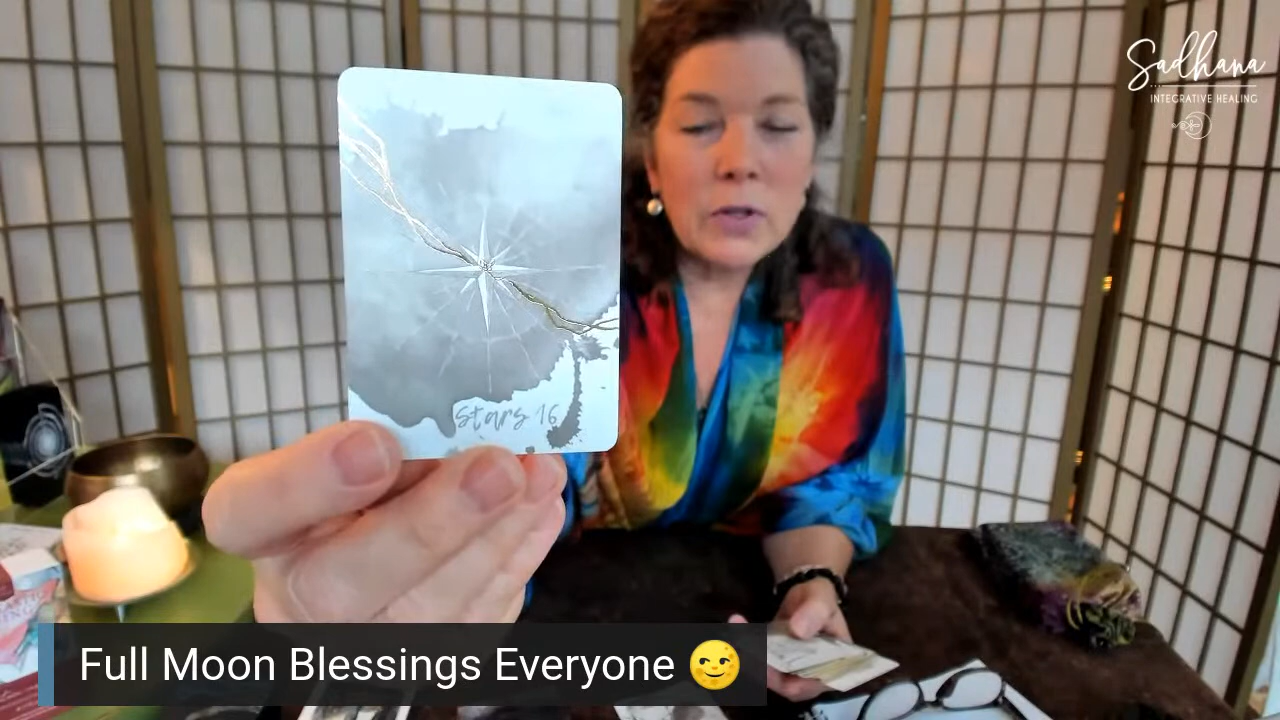 Sadhana
INTEGRATIVE HEALING
Stars 16
Full Moon Blessings Everyone 🌝